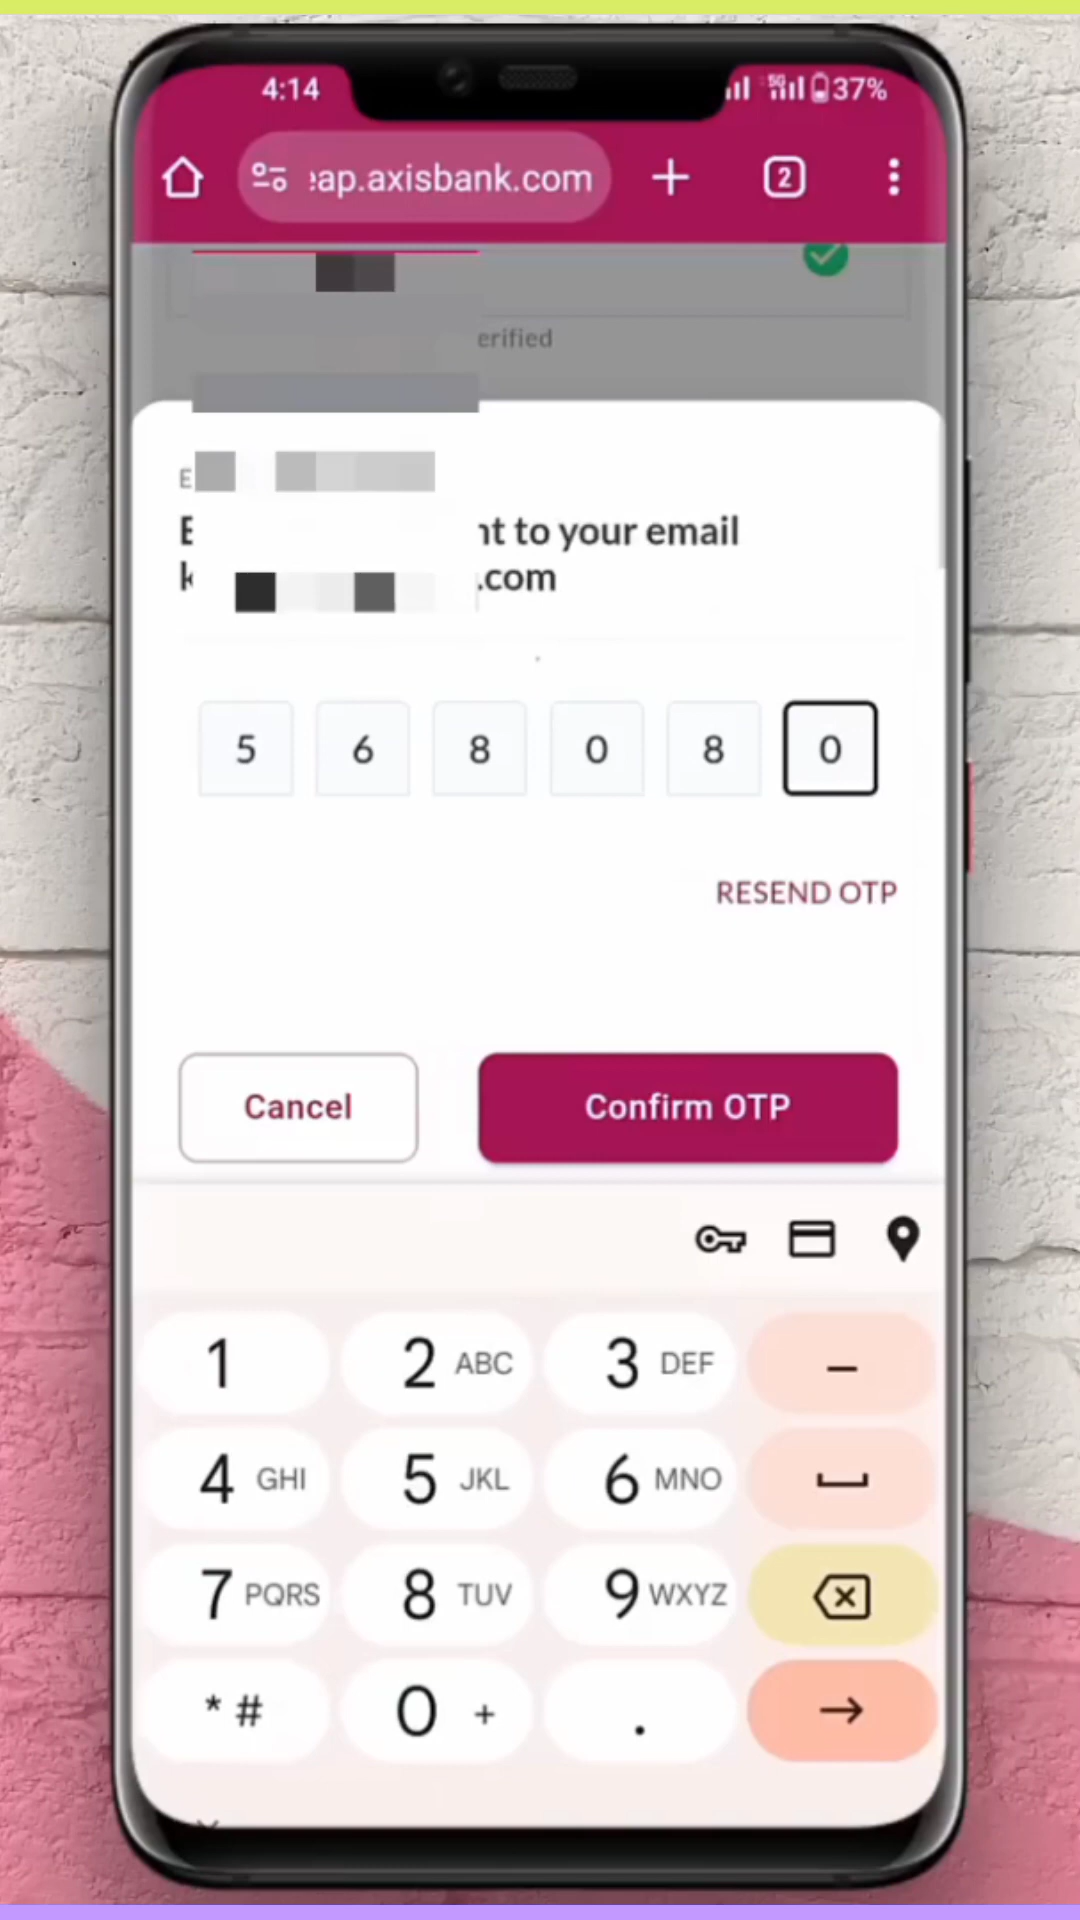 4:14 5G 37%
eap.axisbank.com 2
erified
E
nt to your email
.com
5 6 8 0 8 0
RESEND OTP
Cancel Confirm OTP
1 2 ABC 3 DEF –
4 GHI 5 JKL 6 MNO
7 PQRS 8 TUV 9 WXYZ
* # 0 + .